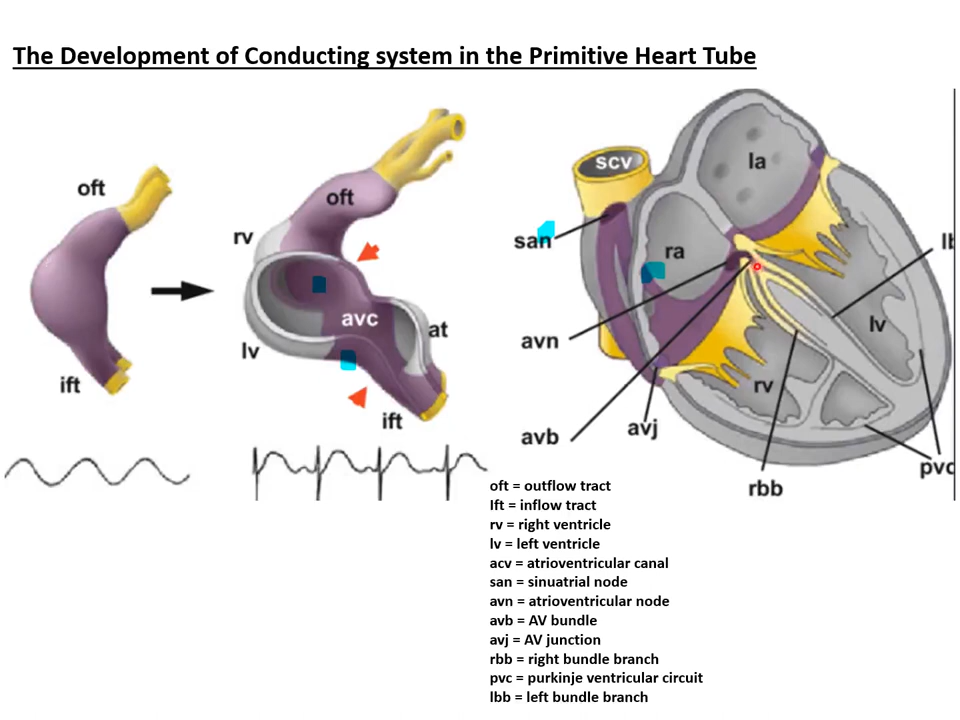 The Development of Conducting system in the Primitive Heart Tube
oft
ift
oft
rv
avc
at
lv
ift
scv
la
san
ra
lb
avn
lv
rv
avb
avj
rbb
pvc
oft = outflow tract
Ift = inflow tract
rv = right ventricle
lv = left ventricle
acv = atrioventricular canal
san = sinuatrial node
avn = atrioventricular node
avb = AV bundle
avj = AV junction
rbb = right bundle branch
pvc = purkinje ventricular circuit
lbb = left bundle branch